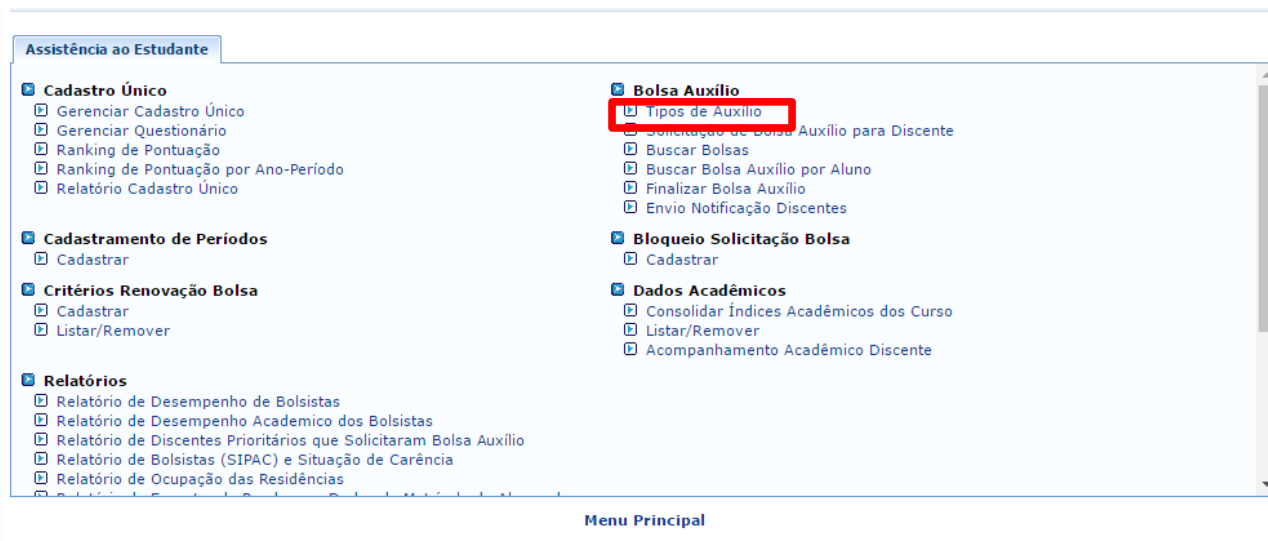 Assistência ao Estudante
Cadastro Único
Gerenciar Cadastro Único
Gerenciar Questionário
Ranking de Pontuação
Ranking de Pontuação por Ano-Período
Relatório Cadastro Único
Bolsa Auxílio
Tipos de Auxílio
Solicitação de Bolsa Auxílio para Discente
Buscar Bolsas
Buscar Bolsa Auxílio por Aluno
Finalizar Bolsa Auxílio
Envio Notificação Discentes
Cadastramento de Períodos
Cadastrar
Bloqueio Solicitação Bolsa
Cadastrar
Critérios Renovação Bolsa
Cadastrar
Listar/Remover
Dados Acadêmicos
Consolidar Índices Acadêmicos dos Curso
Listar/Remover
Acompanhamento Acadêmico Discente
Relatórios
Relatório de Desempenho de Bolsistas
Relatório de Desempenho Academico dos Bolsistas
Relatório de Discentes Prioritários que Solicitaram Bolsa Auxílio
Relatório de Bolsistas (SIPAC) e Situação de Carência
Relatório de Ocupação das Residências
Menu Principal